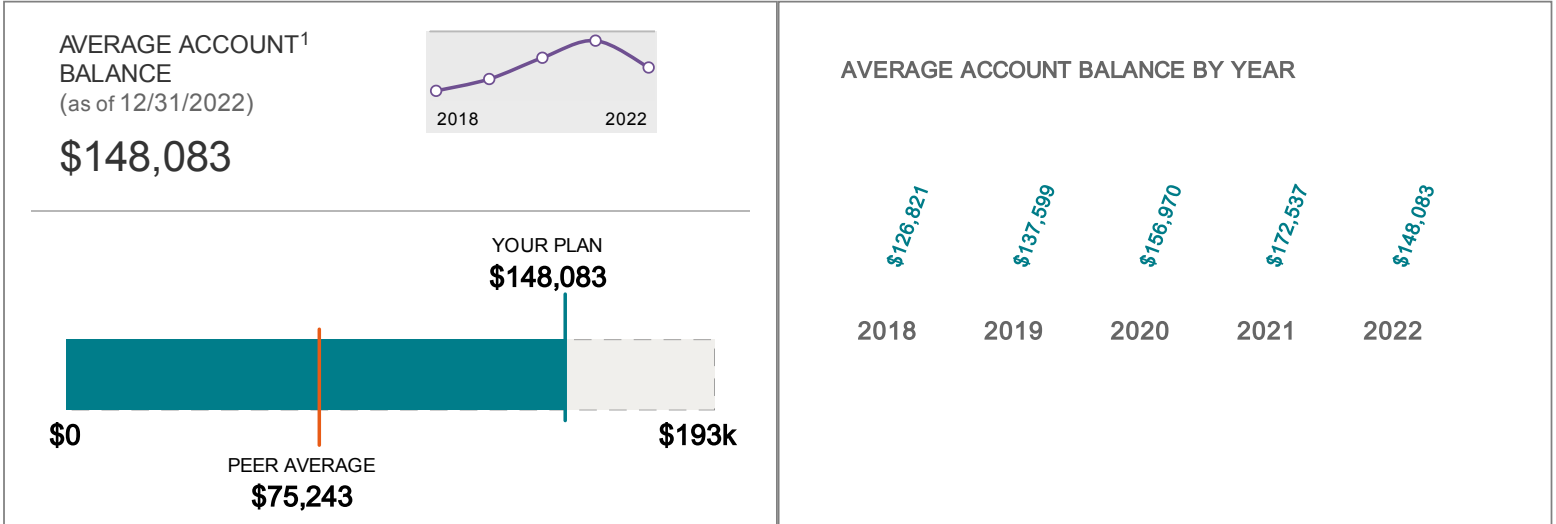 AVERAGE ACCOUNT¹
BALANCE
(as of 12/31/2022)
$148,083
2018 2022
YOUR PLAN
$148,083
$0 $193k
PEER AVERAGE
$75,243
AVERAGE ACCOUNT BALANCE BY YEAR
$126,821 $137,599 $156,970 $172,537 $148,083
2018 2019 2020 2021 2022